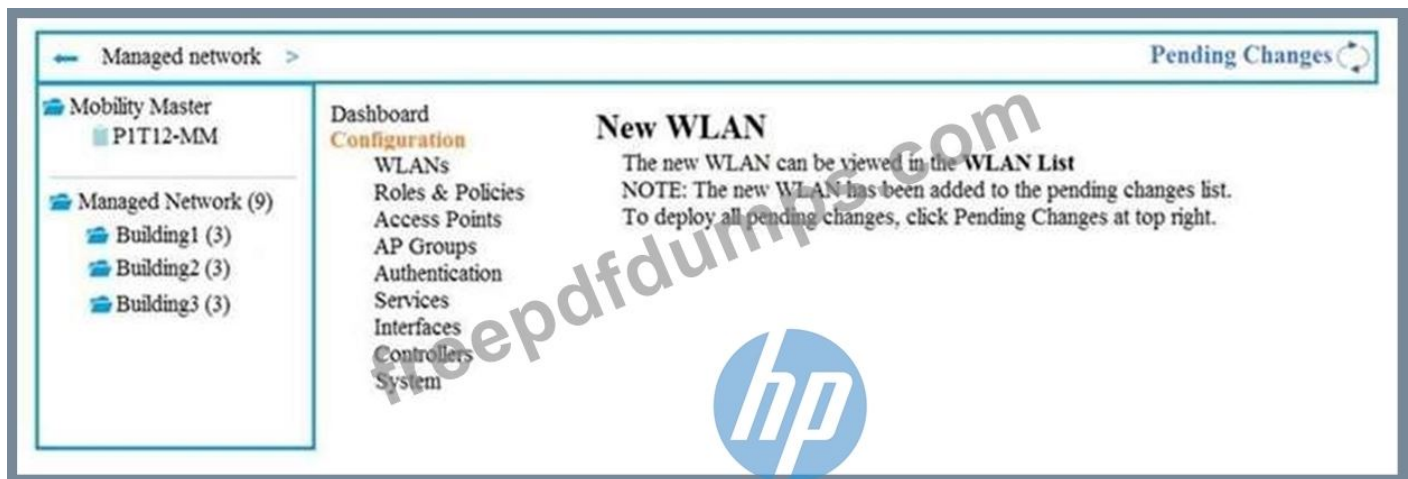 Managed network >
Pending Changes
Mobility Master
P1T12-MM
Managed Network (9)
Building1 (3)
Building2 (3)
Building3 (3)
Dashboard
Configuration
WLANs
Roles & Policies
Access Points
AP Groups
Authentication
Services
Interfaces
Controllers
System
New WLAN
The new WLAN can be viewed in the WLAN List
NOTE: The new WLAN has been added to the pending changes list.
To deploy all pending changes, click Pending Changes at top right.
freepdfdumps.com
hp